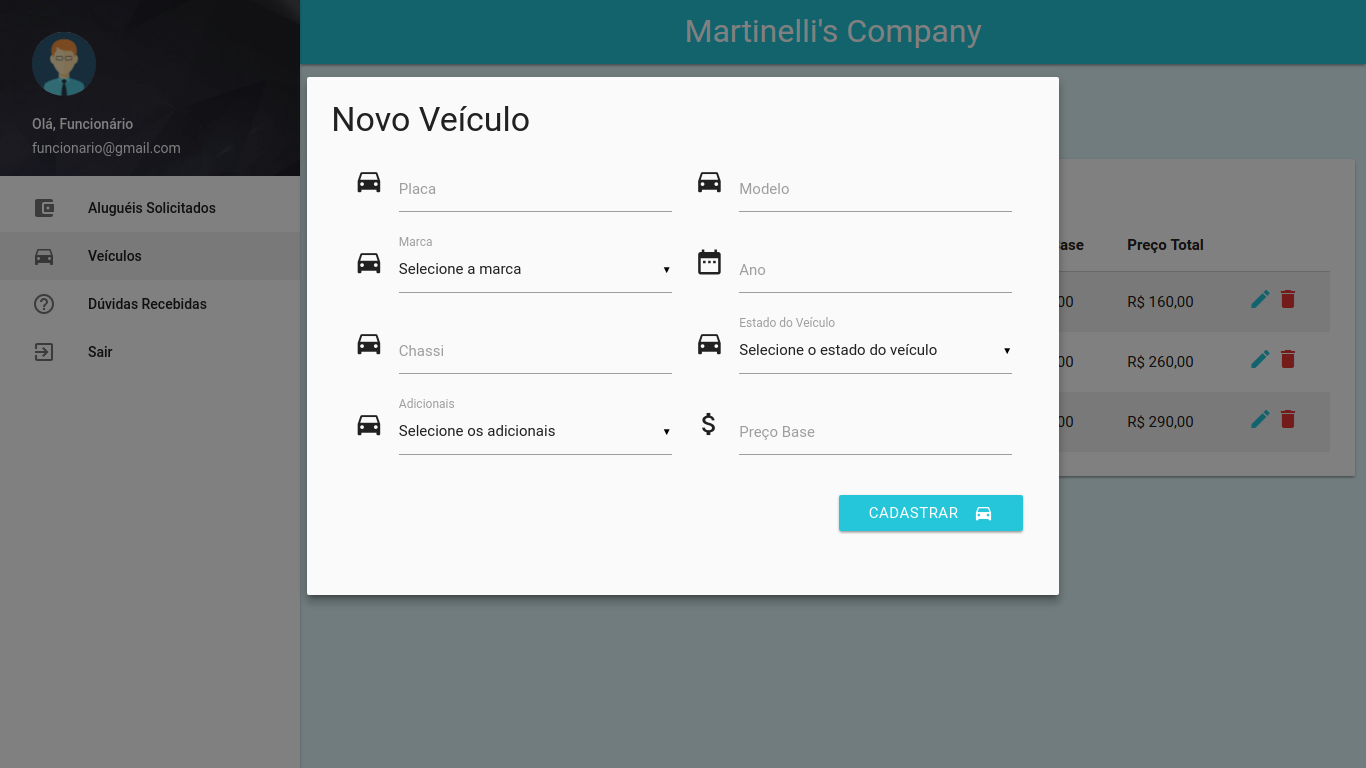 Martinelli's Company
Olá, Funcionário
funcionario@gmail.com
Aluguéis Solicitados
Veículos
Dúvidas Recebidas
Sair
Novo Veículo
Placa
Modelo
Marca
Selecione a marca
Ano
Chassi
Estado do Veículo
Selecione o estado do veículo
Adicionais
Selecione os adicionais
Preço Base
CADASTRAR
ase Preço Total
00 R$ 160,00
00 R$ 260,00
00 R$ 290,00